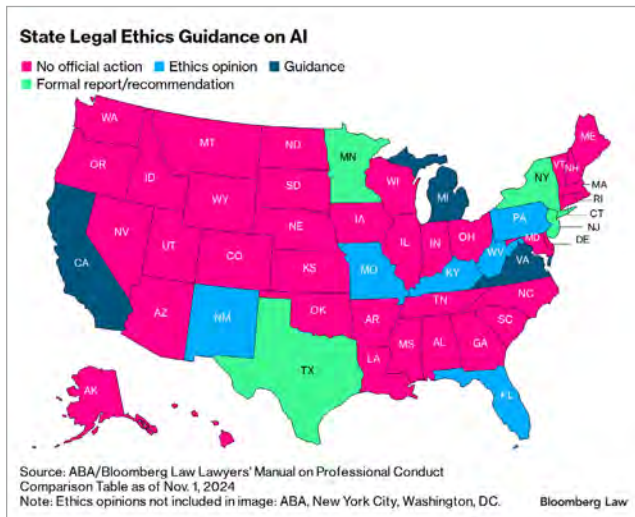 State Legal Ethics Guidance on AI
No official action Ethics opinion Guidance
Formal report/recommendation
WA
MT
ND
MN
ME
OR
ID
SD
WI
VT NH
NY
WY
MI
MA
RI
CT
NJ
DE
IA
NE
PA
NV
UT
CO
IL
IN
OH
MD
CA
KS
MO
WV
VA
KY
NC
TN
AZ
NM
OK
AR
SC
MS
AL
GA
LA
TX
AK
FL
Source: ABA/Bloomberg Law Lawyers' Manual on Professional Conduct
Comparison Table as of Nov. 1, 2024
Note: Ethics opinions not included in image: ABA, New York City, Washington, DC.
Bloomberg Law